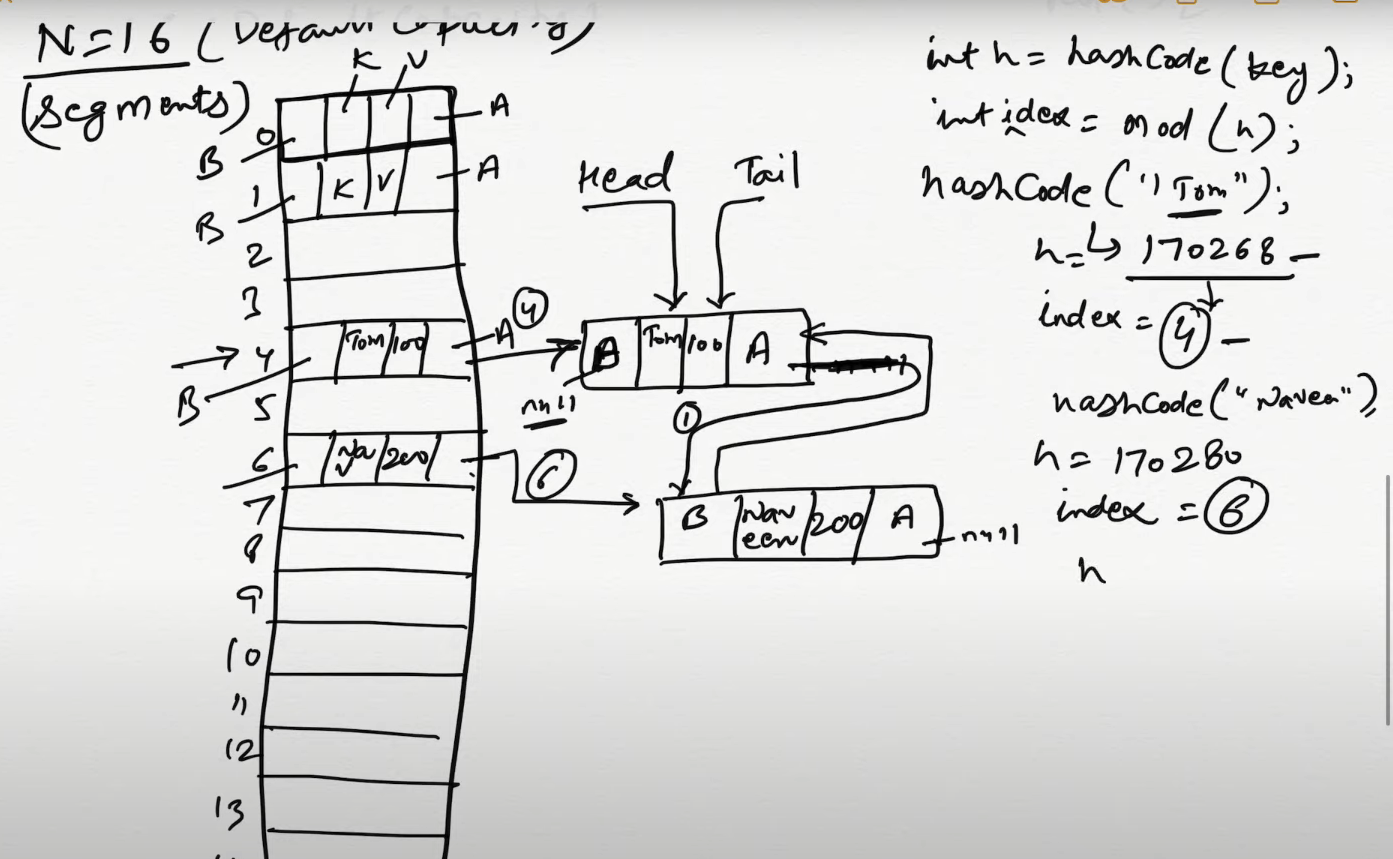 N=16 (Default Capacity)
(Segments)
K V
0 A
B
1 K V A
B
2
3
4 Tom 100 A 4
B
5
6 Na 200 6
7
8
9
10
11
12
13
Head Tail
B Tom 100 A
null
1
B Nav een 200 A
null
int h = hashCode(key);
int index = mod(h);
hashCode("Tom");
h = 170268
index = 4
hashCode("Naveen")
h = 170280
index = 6
h